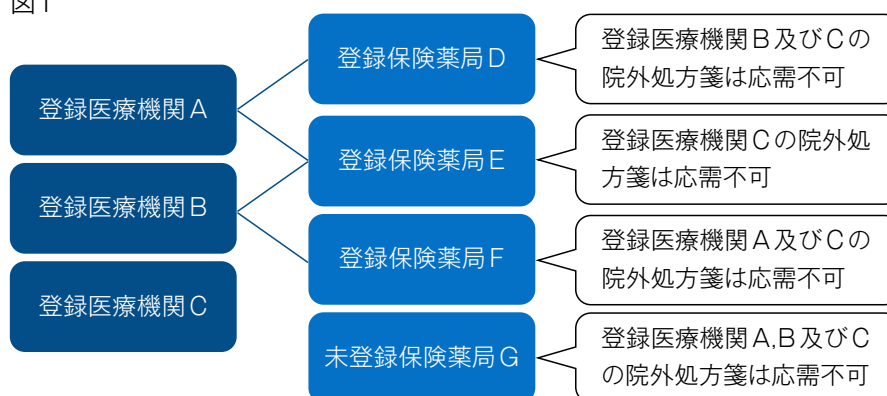 図1
登録医療機関A
登録医療機関B
登録医療機関C
登録保険薬局D
登録保険薬局E
登録保険薬局F
未登録保険薬局G
登録医療機関B及びCの
院外処方箋は応需不可
登録医療機関Cの院外処
方箋は応需不可
登録医療機関A及びCの
院外処方箋は応需不可
登録医療機関A,B及びC
の院外処方箋は応需不可